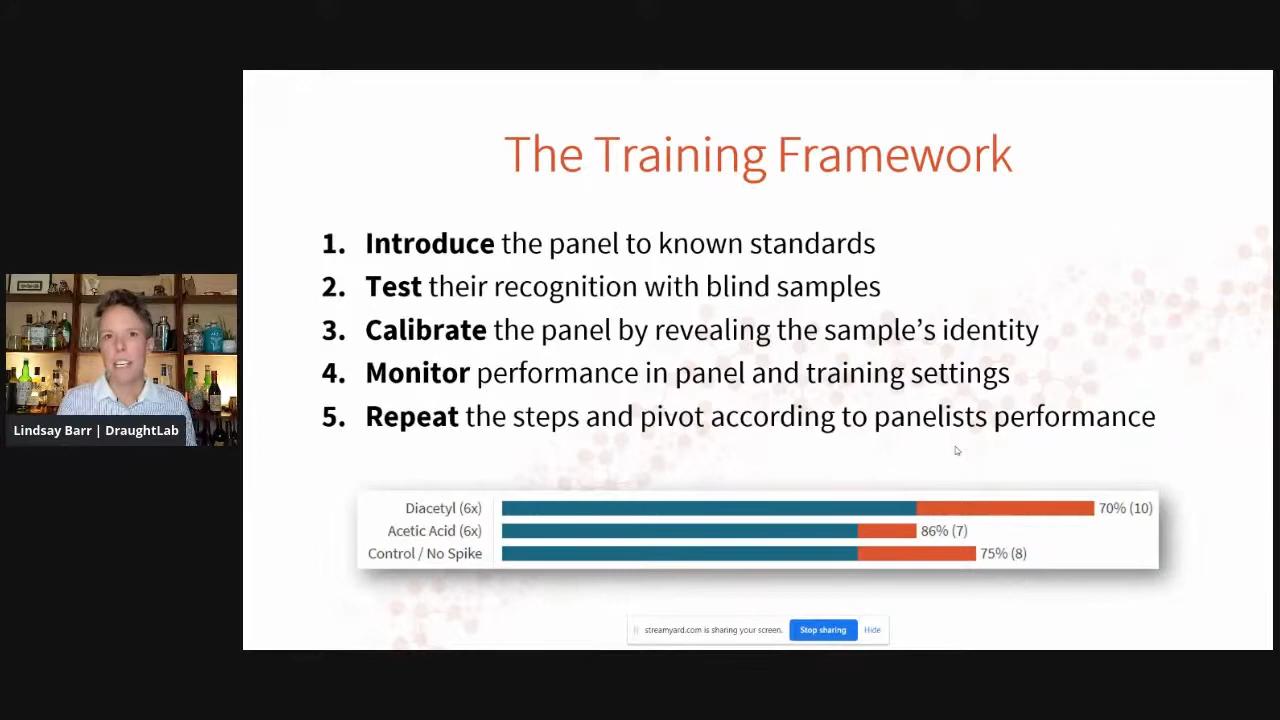 The Training Framework
1. Introduce the panel to known standards
2. Test their recognition with blind samples
3. Calibrate the panel by revealing the sample's identity
4. Monitor performance in panel and training settings
5. Repeat the steps and pivot according to panelists performance
Lindsay Barr | DraughtLab
Diacetyl (6x) 70% (10)
Acetic Acid (6x) 86% (7)
Control / No Spike 75% (8)
streamyard.com is sharing your screen. Stop sharing Hide